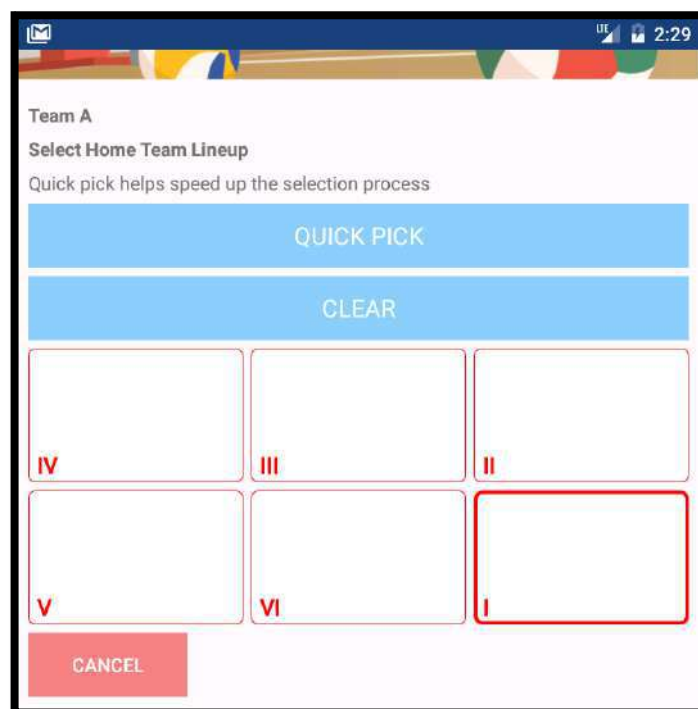 LTE 2:29
Team A
Select Home Team Lineup
Quick pick helps speed up the selection process
QUICK PICK
CLEAR
IV III II
V VI I
CANCEL